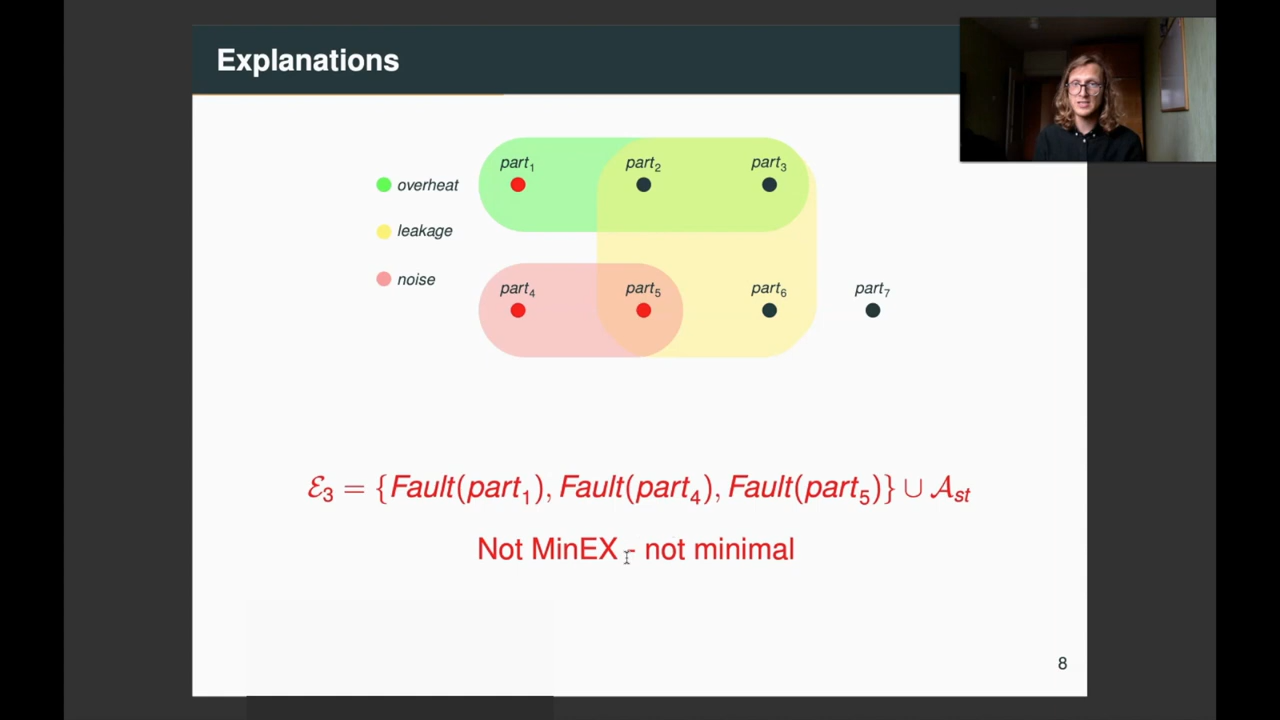 Explanations
part₁ part₂ part₃
overheat
leakage
noise
part₄ part₅ part₆ part₇
ℰ₃ = {Fault(part₁), Fault(part₄), Fault(part₅)} ∪ 𝒜st
Not MinEX - not minimal
8